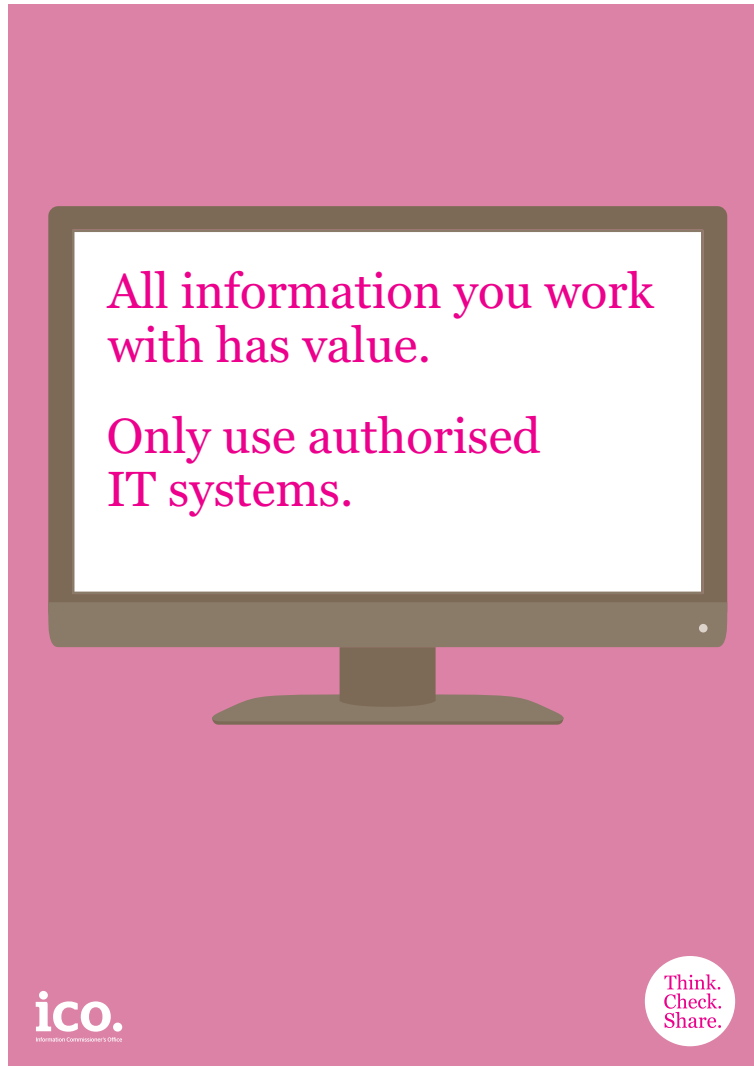 All information you work
with has value.
Only use authorised
IT systems.
ico.
Information Commissioner's Office
Think.
Check.
Share.